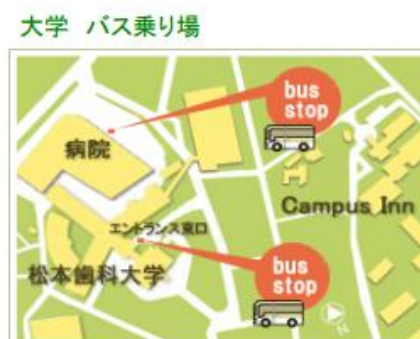 大学 バス乗り場
bus
stop
病院
Campus Inn
エントランス東口
bus
stop
松本歯科大学
N